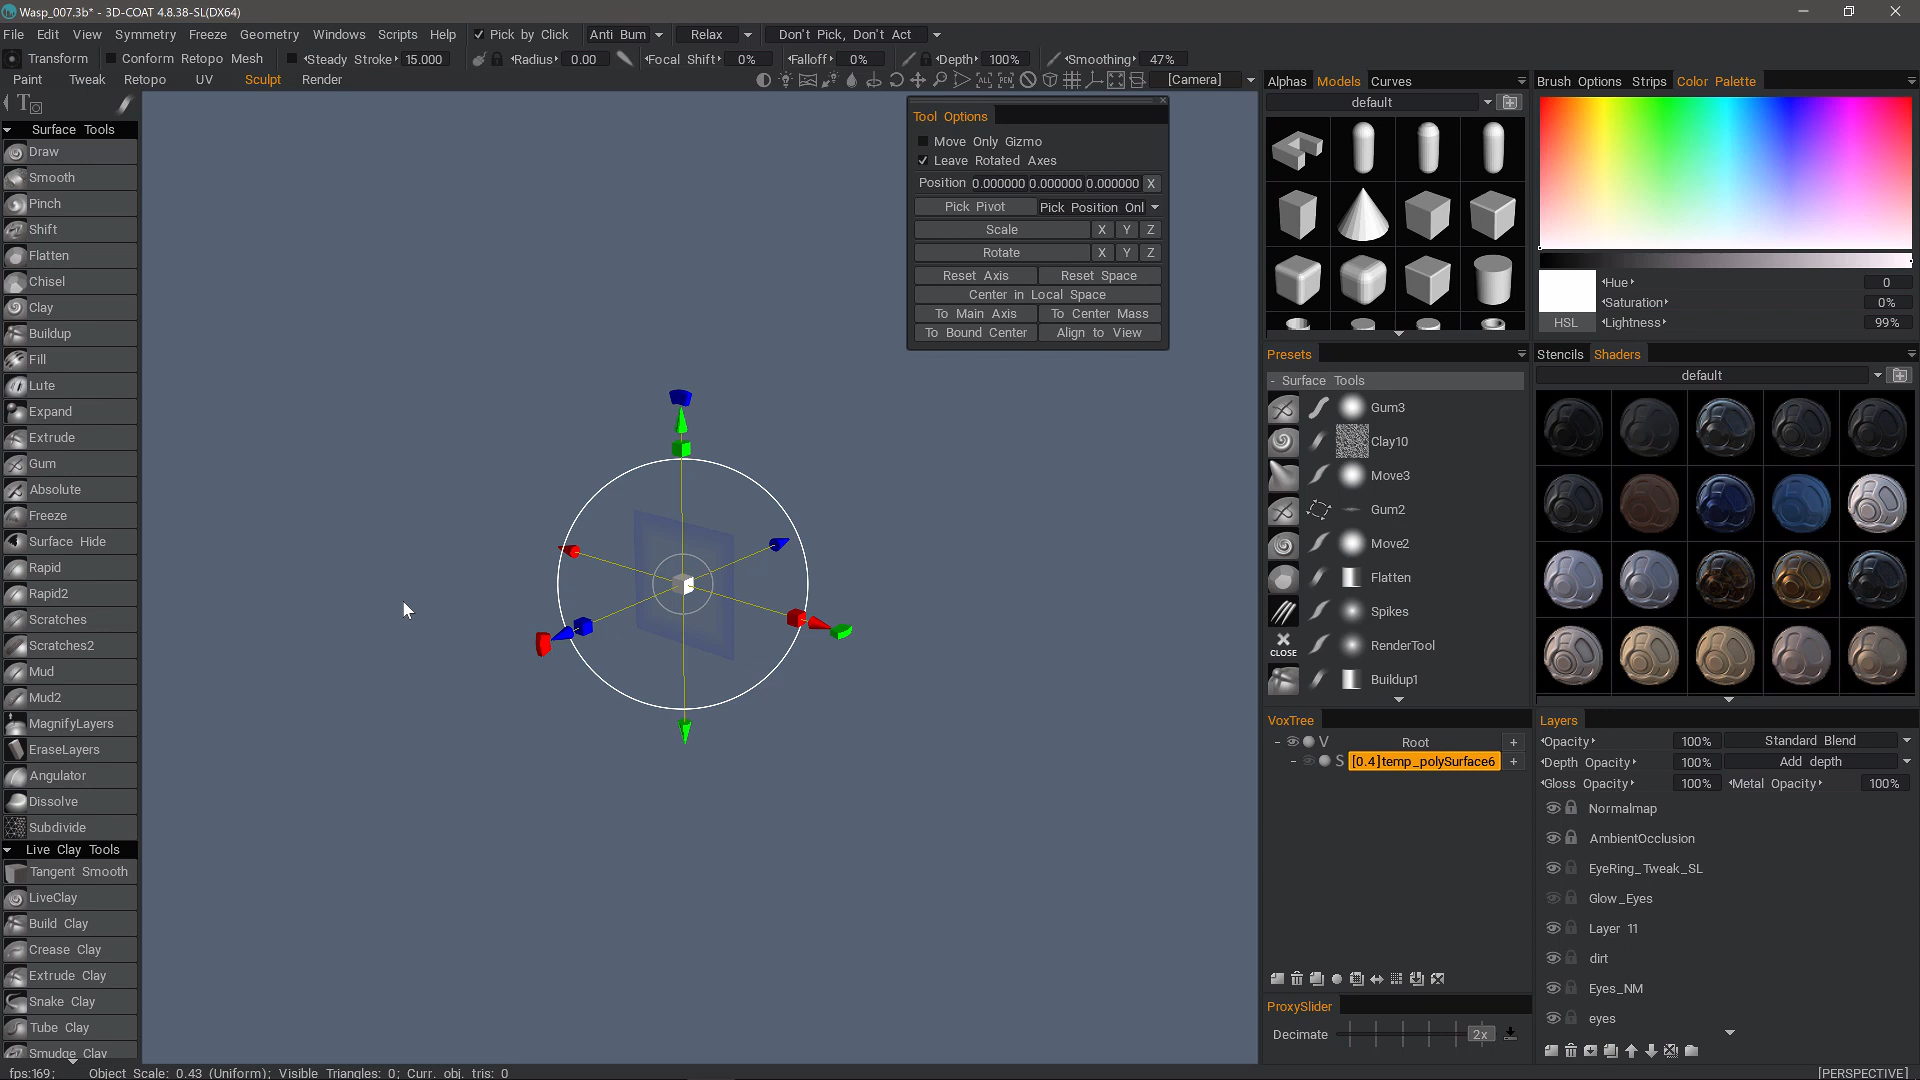 Wasp_007.3b* - 3D-COAT 4.8.38-SL(DX64)
File Edit View Symmetry Freeze Geometry Windows Scripts Help Pick by Click Anti Bum Relax Don't Pick, Don't Act
Transform Conform Retopo Mesh Steady Stroke 15.000 Radius 0.00 Focal Shift 0% Falloff 0% Depth 100% Smoothing 47%
Paint Tweak Retopo UV Sculpt Render ALL PEN [Camera]
Surface Tools
Draw
Smooth
Pinch
Shift
Flatten
Chisel
Clay
Buildup
Fill
Lute
Expand
Extrude
Gum
Absolute
Freeze
Surface Hide
Rapid
Rapid2
Scratches
Scratches2
Mud
Mud2
MagnifyLayers
EraseLayers
Angulator
Dissolve
Subdivide
Live Clay Tools
Tangent Smooth
LiveClay
Build Clay
Crease Clay
Extrude Clay
Snake Clay
Tube Clay
Smudge Clay
Tool Options
Move Only Gizmo
Leave Rotated Axes
Position 0.000000 0.000000 0.000000 X
Pick Pivot Pick Position Onl
Scale X Y Z
Rotate X Y Z
Reset Axis Reset Space
Center in Local Space
To Main Axis To Center Mass
To Bound Center Align to View
Alphas Models Curves
default
Presets
- Surface Tools
Gum3
Clay10
Move3
Gum2
Move2
Flatten
Spikes
CLOSE RenderTool
Buildup1
VoxTree
- V Root +
- S [0.4]temp_polySurface6 +
ProxySlider
Decimate 2x
Brush Options Strips Color Palette
Hue 0
Saturation 0%
HSL Lightness 99%
Stencils Shaders
default
Layers
Opacity 100% Standard Blend
Depth Opacity 100% Add depth
Gloss Opacity 100% Metal Opacity 100%
Normalmap
AmbientOcclusion
EyeRing_Tweak_SL
Glow_Eyes
Layer 11
dirt
Eyes_NM
eyes
fps:169; Object Scale: 0.43 (Uniform); Visible Triangles: 0; Curr. obj. tris: 0 [PERSPECTIVE]